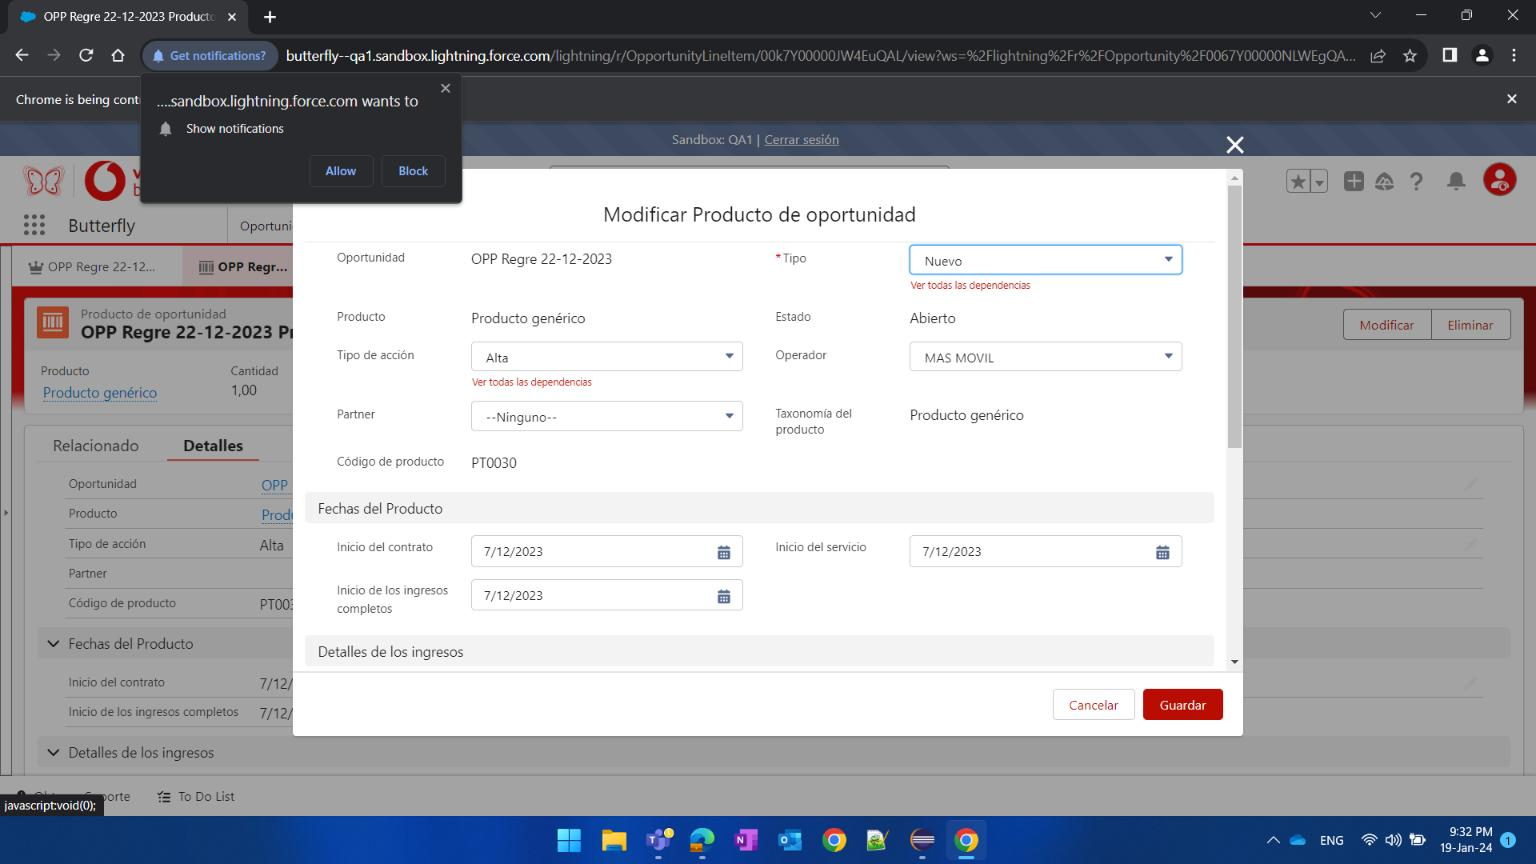 OPP Regre 22-12-2023 Producto
Get notifications?
butterfly--qa1.sandbox.lightning.force.com/lightning/r/OpportunityLineItem/00k7Y00000JW4EuQAL/view?ws=%2Flightning%2Fr%2FOpportunity%2F0067Y00000NLWEgQA...
Chrome is being cont
....sandbox.lightning.force.com wants to
Show notifications
Allow
Block
Sandbox: QA1 | Cerrar sesión
Butterfly
Oportuni
OPP Regre 22-12...
OPP Regr...
Producto de oportunidad
OPP Regre 22-12-2023 Pr
Modificar
Eliminar
Producto
Cantidad
Producto genérico
1,00
Relacionado
Detalles
Oportunidad
OPP
Producto
Prod
Tipo de acción
Alta
Partner
Código de producto
PT003
Fechas del Producto
Inicio del contrato
7/12/
Inicio de los ingresos completos
7/12/
Detalles de los ingresos
Modificar Producto de oportunidad
Oportunidad
OPP Regre 22-12-2023
* Tipo
Nuevo
Ver todas las dependencias
Producto
Producto genérico
Estado
Abierto
Tipo de acción
Alta
Ver todas las dependencias
Operador
MAS MOVIL
Partner
--Ninguno--
Taxonomía del
producto
Producto genérico
Código de producto
PT0030
Fechas del Producto
Inicio del contrato
7/12/2023
Inicio del servicio
7/12/2023
Inicio de los ingresos
completos
7/12/2023
Detalles de los ingresos
Cancelar
Guardar
To Do List
javascript:void(0);
ENG
9:32 PM
19-Jan-24
1